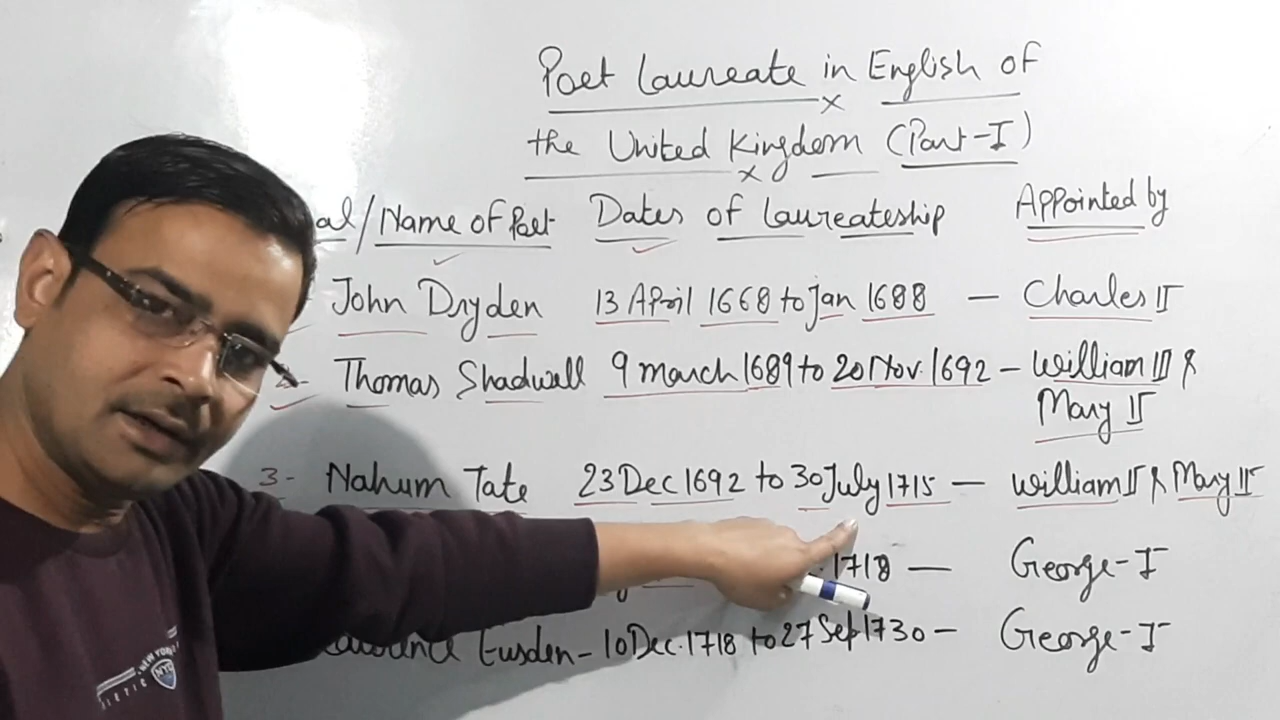 Poet Laureate in English of
the United Kingdom (Part-I)
al/Name of Poet Dates of Laureateship Appointed by
John Dryden 13 April 1668 to Jan 1688 — Charles II
Thomas Shadwell 9 march 1689 to 20 Nov. 1692 – William III &
Mary II
3- Nahum Tate 23 Dec 1692 to 30 July 1715 — William II & Mary II
.1718 — George-I
Eusden – 10 Dec. 1718 to 27 Sep 1730 – George-I
NEW YORK
NYC